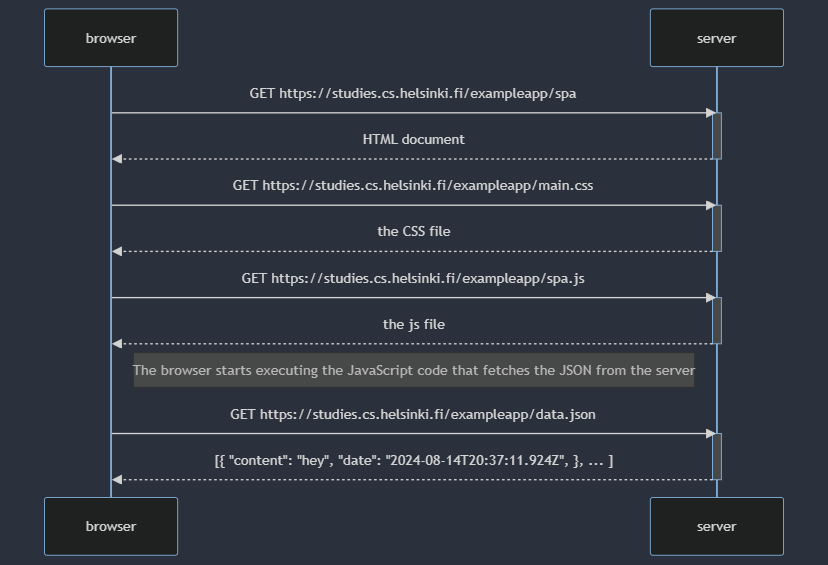 browser
server
GET https://studies.cs.helsinki.fi/exampleapp/spa
HTML document
GET https://studies.cs.helsinki.fi/exampleapp/main.css
the CSS file
GET https://studies.cs.helsinki.fi/exampleapp/spa.js
the js file
The browser starts executing the JavaScript code that fetches the JSON from the server
GET https://studies.cs.helsinki.fi/exampleapp/data.json
[{ "content": "hey", "date": "2024-08-14T20:37:11.924Z", }, ... ]
browser
server